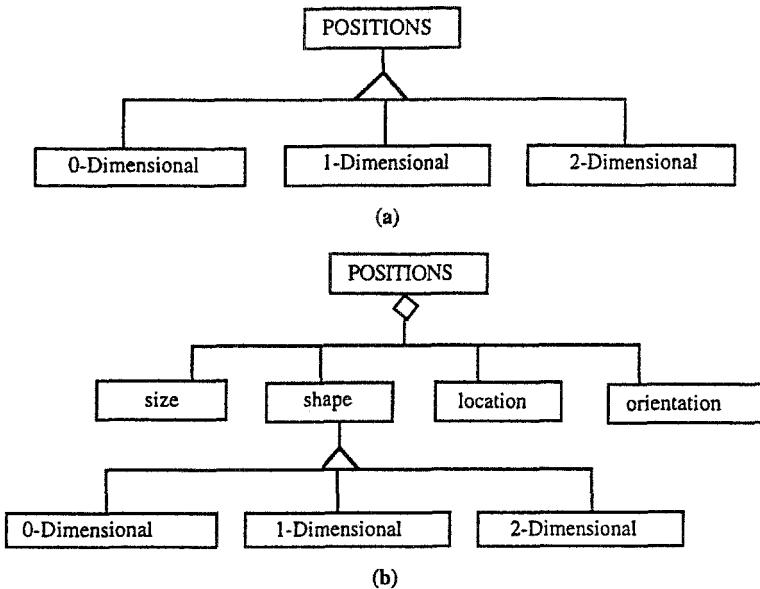 POSITIONS
0-Dimensional 1-Dimensional 2-Dimensional
(a)
POSITIONS
size shape location orientation
0-Dimensional 1-Dimensional 2-Dimensional
(b)